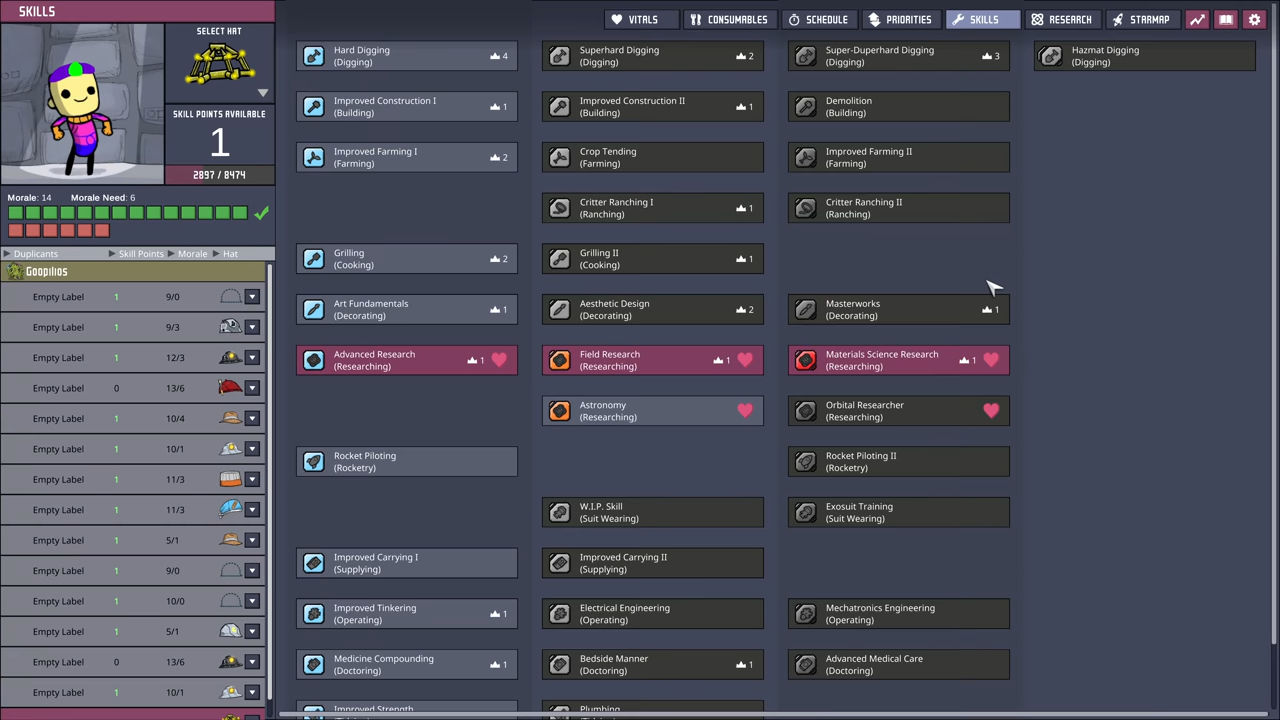 SKILLS
VITALS
CONSUMABLES
SCHEDULE
PRIORITIES
SKILLS
RESEARCH
STARMAP
SELECT HAT
SKILL POINTS AVAILABLE
1
2897 / 8474
Morale: 14
Morale Need: 6
Duplicants
Skill Points
Morale
Hat
Goopilios
Empty Label 1 9/0
Empty Label 1 9/3
Empty Label 1 12/3
Empty Label 0 13/6
Empty Label 1 10/4
Empty Label 1 10/1
Empty Label 1 11/3
Empty Label 1 11/3
Empty Label 1 5/1
Empty Label 1 9/0
Empty Label 1 10/0
Empty Label 1 5/1
Empty Label 0 13/6
Empty Label 1 10/1
Hard Digging
(Digging)
4
Superhard Digging
(Digging)
2
Super-Duperhard Digging
(Digging)
3
Hazmat Digging
(Digging)
Improved Construction I
(Building)
1
Improved Construction II
(Building)
1
Demolition
(Building)
Improved Farming I
(Farming)
2
Crop Tending
(Farming)
Improved Farming II
(Farming)
Critter Ranching I
(Ranching)
1
Critter Ranching II
(Ranching)
Grilling
(Cooking)
2
Grilling II
(Cooking)
1
Art Fundamentals
(Decorating)
1
Aesthetic Design
(Decorating)
2
Masterworks
(Decorating)
1
Advanced Research
(Researching)
1
Field Research
(Researching)
1
Materials Science Research
(Researching)
1
Astronomy
(Researching)
Orbital Researcher
(Researching)
Rocket Piloting
(Rocketry)
Rocket Piloting II
(Rocketry)
W.I.P. Skill
(Suit Wearing)
Exosuit Training
(Suit Wearing)
Improved Carrying I
(Supplying)
Improved Carrying II
(Supplying)
Improved Tinkering
(Operating)
1
Electrical Engineering
(Operating)
Mechatronics Engineering
(Operating)
Medicine Compounding
(Doctoring)
1
Bedside Manner
(Doctoring)
1
Advanced Medical Care
(Doctoring)
Improved Strength
Plumbing